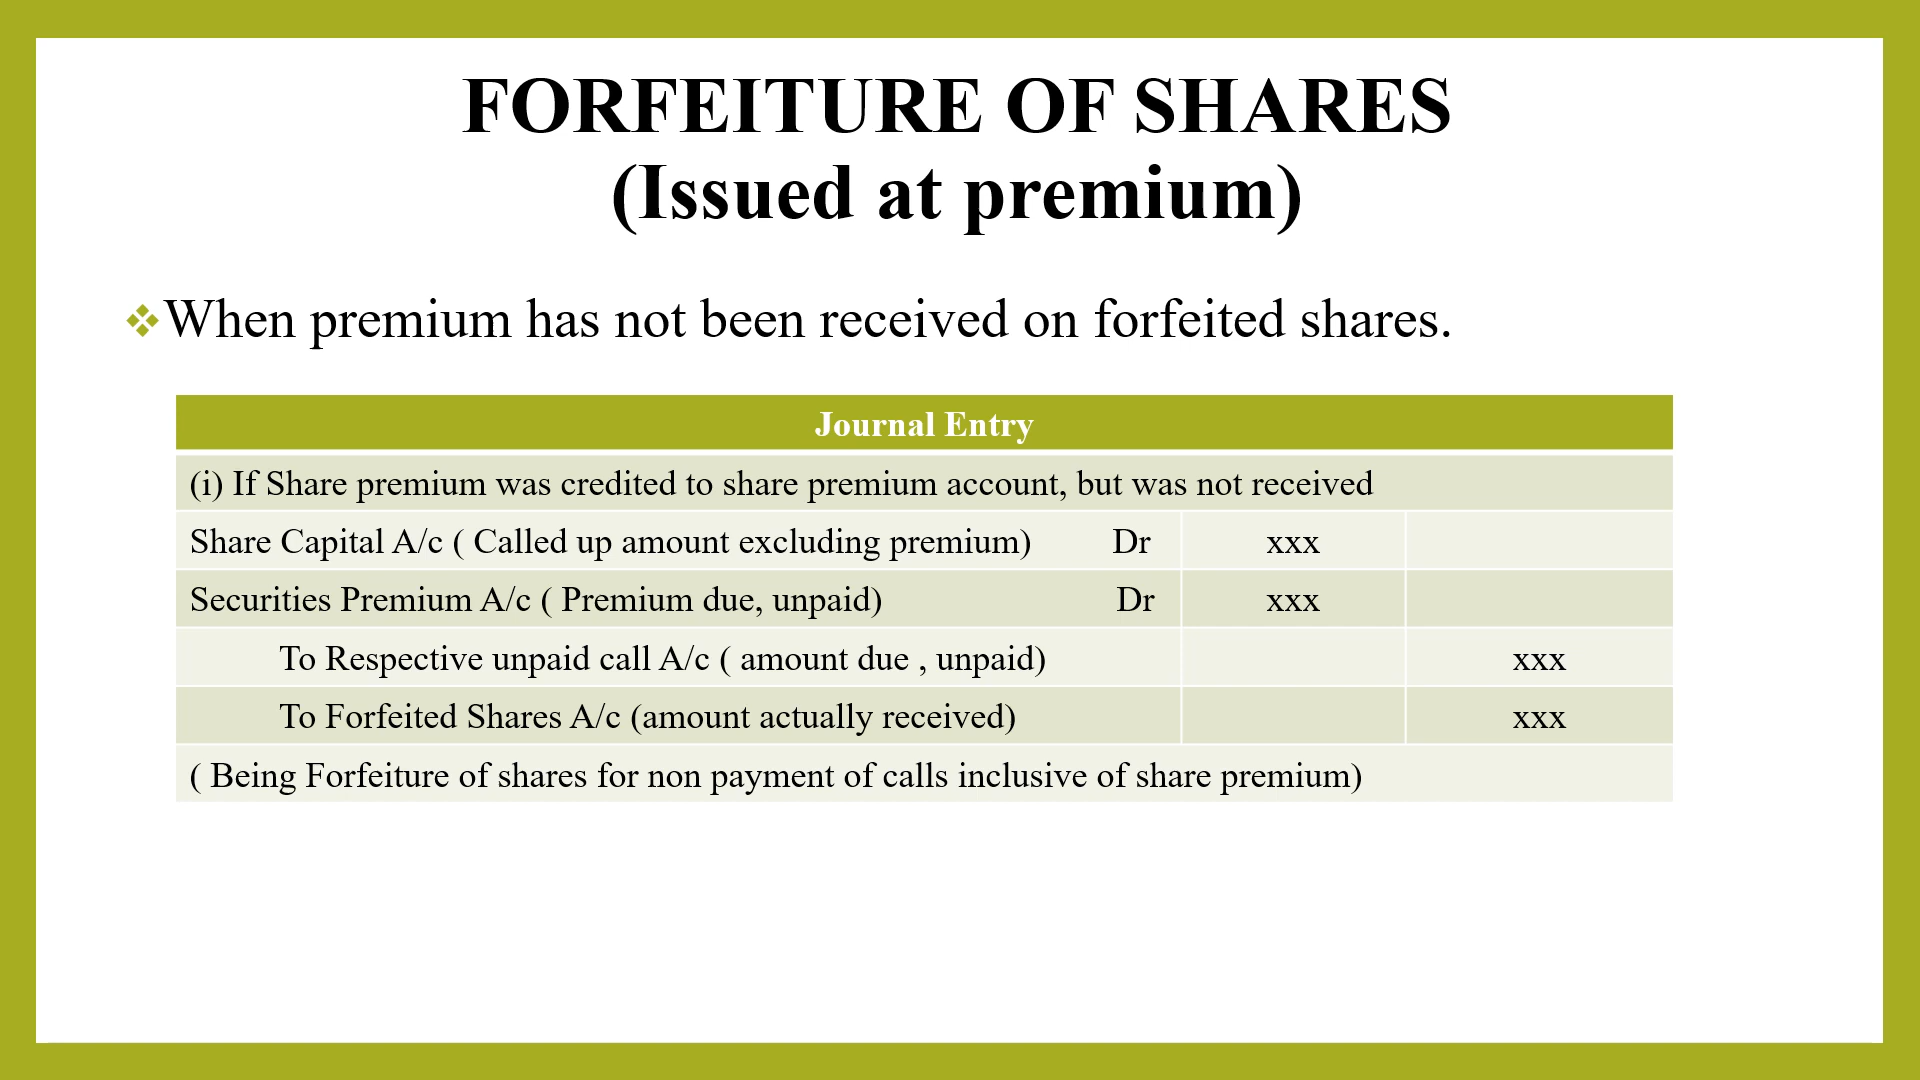 FORFEITURE OF SHARES
(Issued at premium)
When premium has not been received on forfeited shares.
Journal Entry
(i) If Share premium was credited to share premium account, but was not received
Share Capital A/c ( Called up amount excluding premium) Dr xxx
Securities Premium A/c ( Premium due, unpaid) Dr xxx
To Respective unpaid call A/c ( amount due , unpaid) xxx
To Forfeited Shares A/c (amount actually received) xxx
( Being Forfeiture of shares for non payment of calls inclusive of share premium)